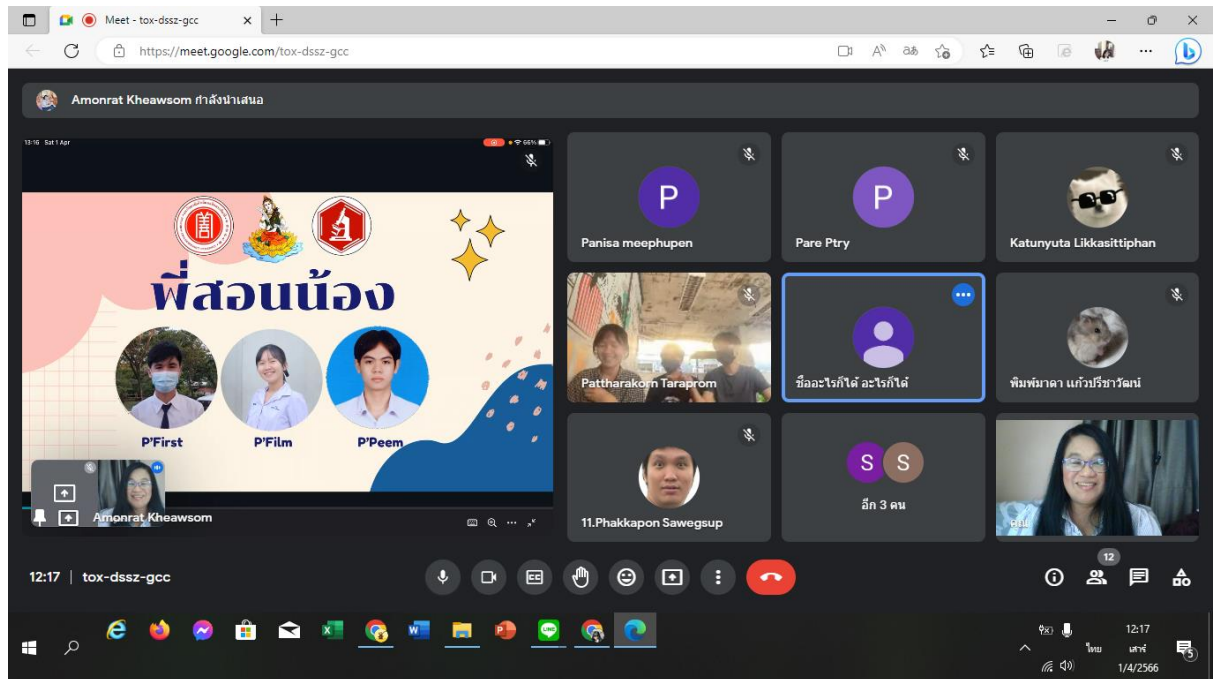 Meet - tox-dssz-gcc
https://meet.google.com/tox-dssz-gcc
Amonrat Kheawsom กำลังนำเสนอ
13:16 Sat 1 Apr
66%
พี่สอนน้อง
P'First
P'Film
P'Peem
Amonrat Kheawsom
P
Panisa meephupen
P
Pare Ptry
Katunyuta Likkasittiphan
Pattharakorn Taraprom
ชื่ออะไรก็ได้ อะไรก็ได้
พิมพ์มาดา แก้วปรีชาวัฒน์
11.Phakkapon Sawegsup
S S
อีก 3 คน
คุณ
12:17 | tox-dssz-gcc
CC
12
12:17
ไทย เสาร์
1/4/2566
5